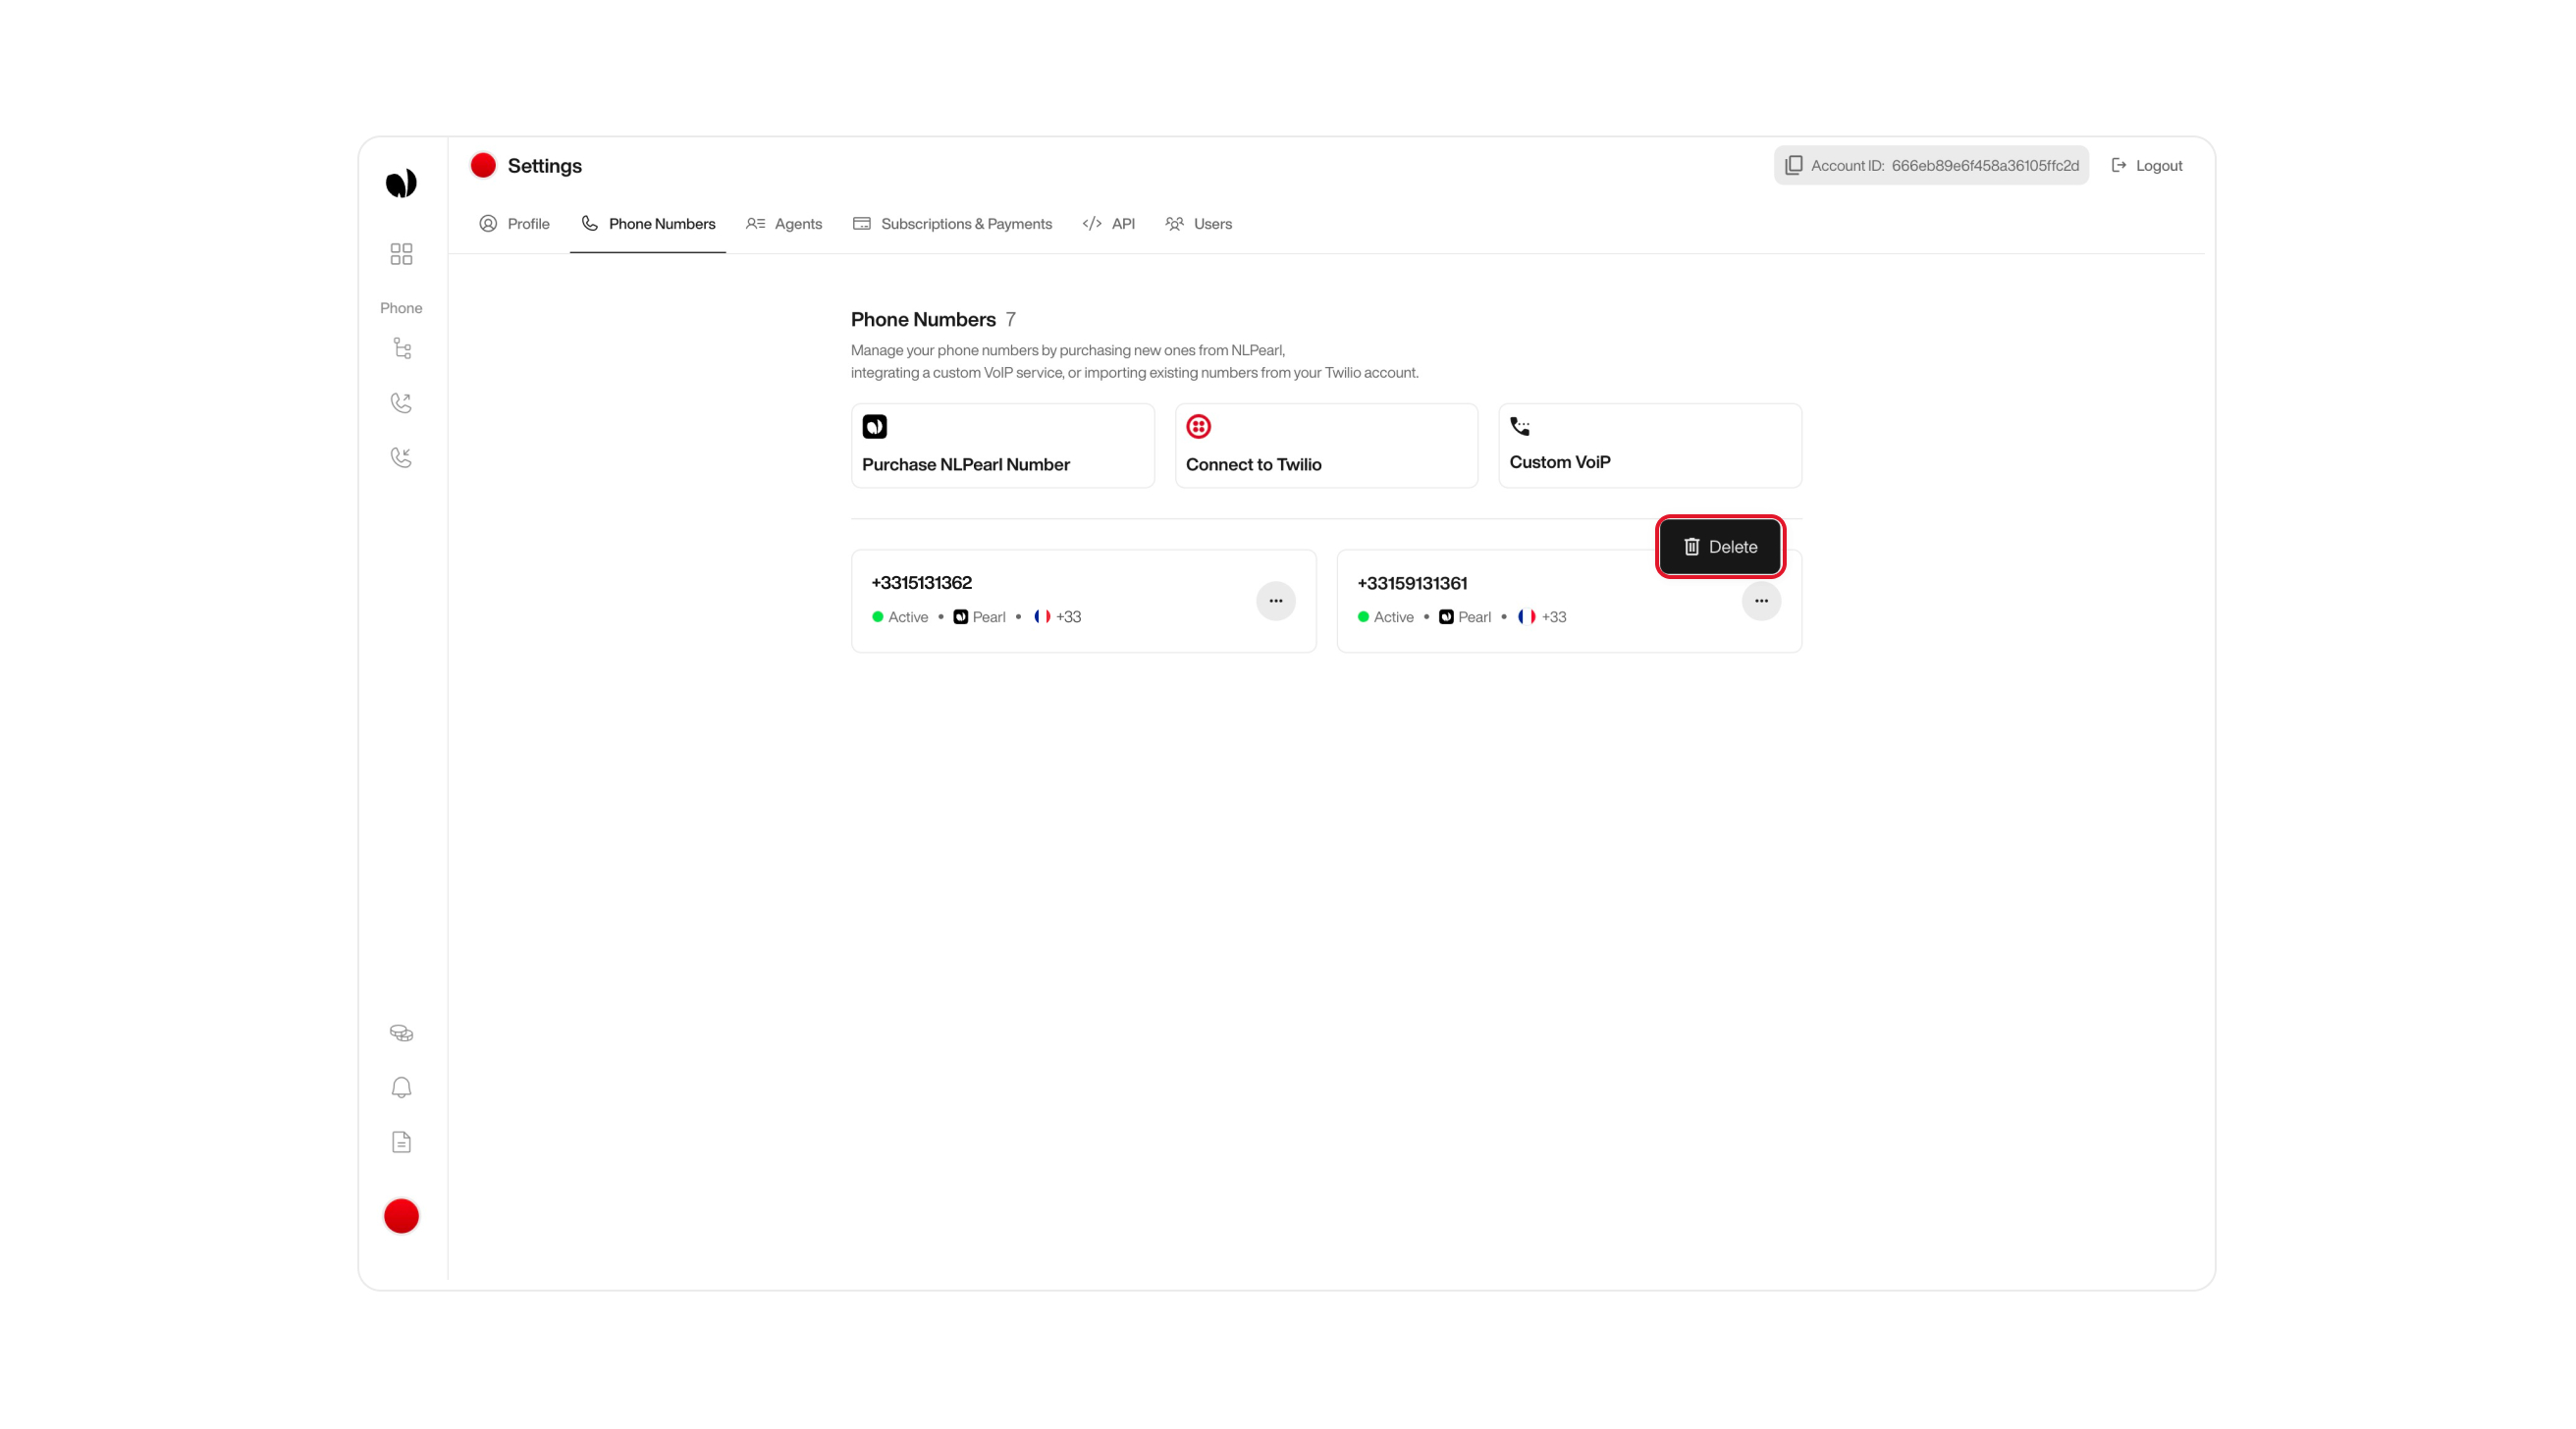 Settings
Account ID: 666eb89e6f458a36105ffc2d
Logout
Profile
Phone Numbers
Agents
Subscriptions & Payments
API
Users
Phone
Phone Numbers 7
Manage your phone numbers by purchasing new ones from NLPearl,
integrating a custom VoIP service, or importing existing numbers from your Twilio account.
Purchase NLPearl Number
Connect to Twilio
Custom VoiP
Delete
+3315131362
Active • Pearl • +33
+33159131361
Active • Pearl • +33